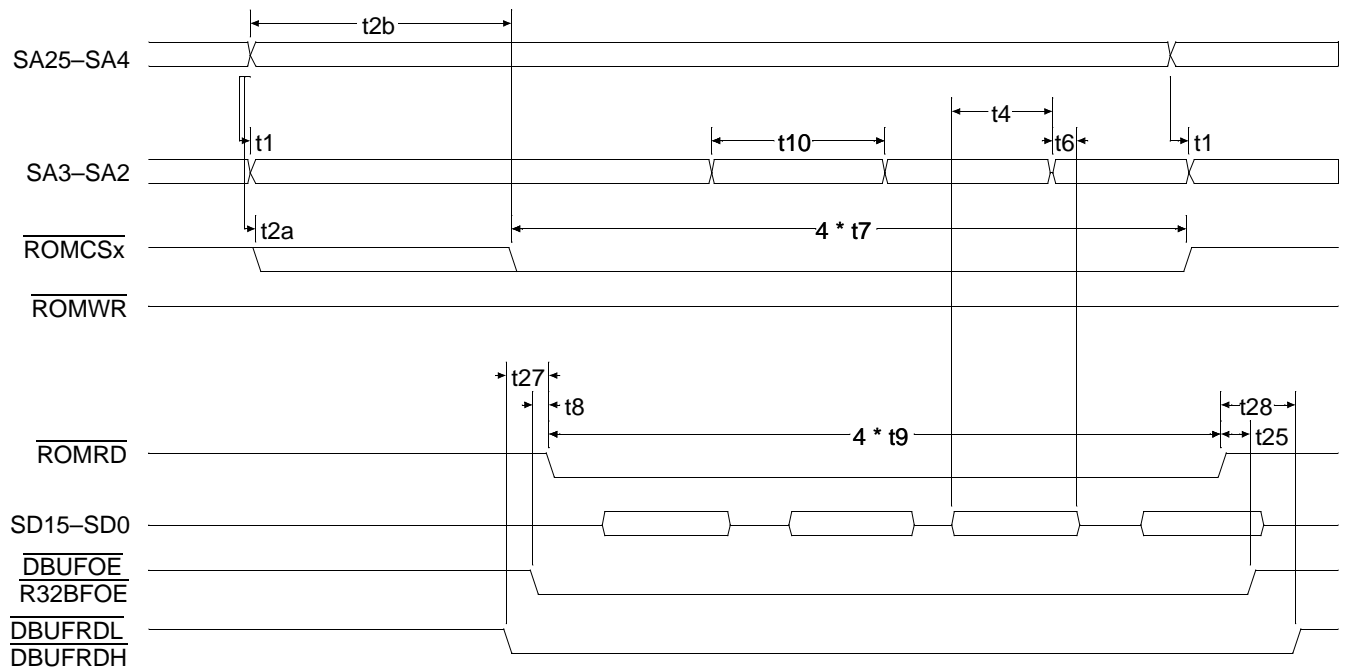 t2b
SA25–SA4
t4
t1
t10
t6
t1
SA3–SA2
t2a
4 * t7
ROMCSx
ROMWR
t27
t8
t28
4 * t9
t25
ROMRD
SD15–SD0
DBUFOE
R32BFOE
DBUFRDL
DBUFRDH